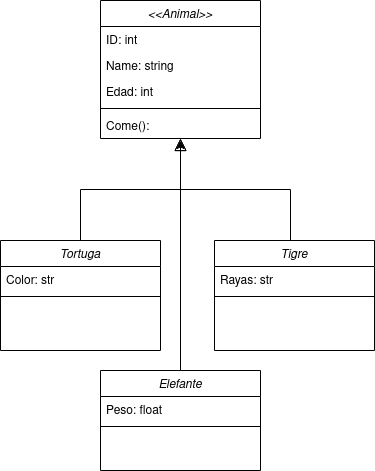 <<Animal>>
ID: int
Name: string
Edad: int
Come():
Tortuga
Color: str
Tigre
Rayas: str
Elefante
Peso: float